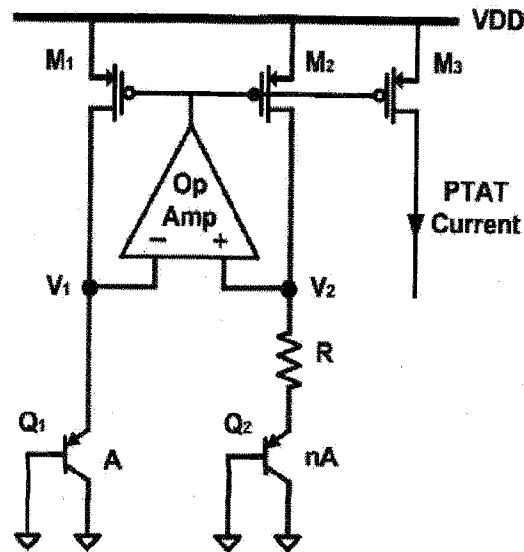 VDD
M1 M2 M3
Op
Amp
PTAT
Current
− +
V1 V2
R
Q1 A Q2 nA